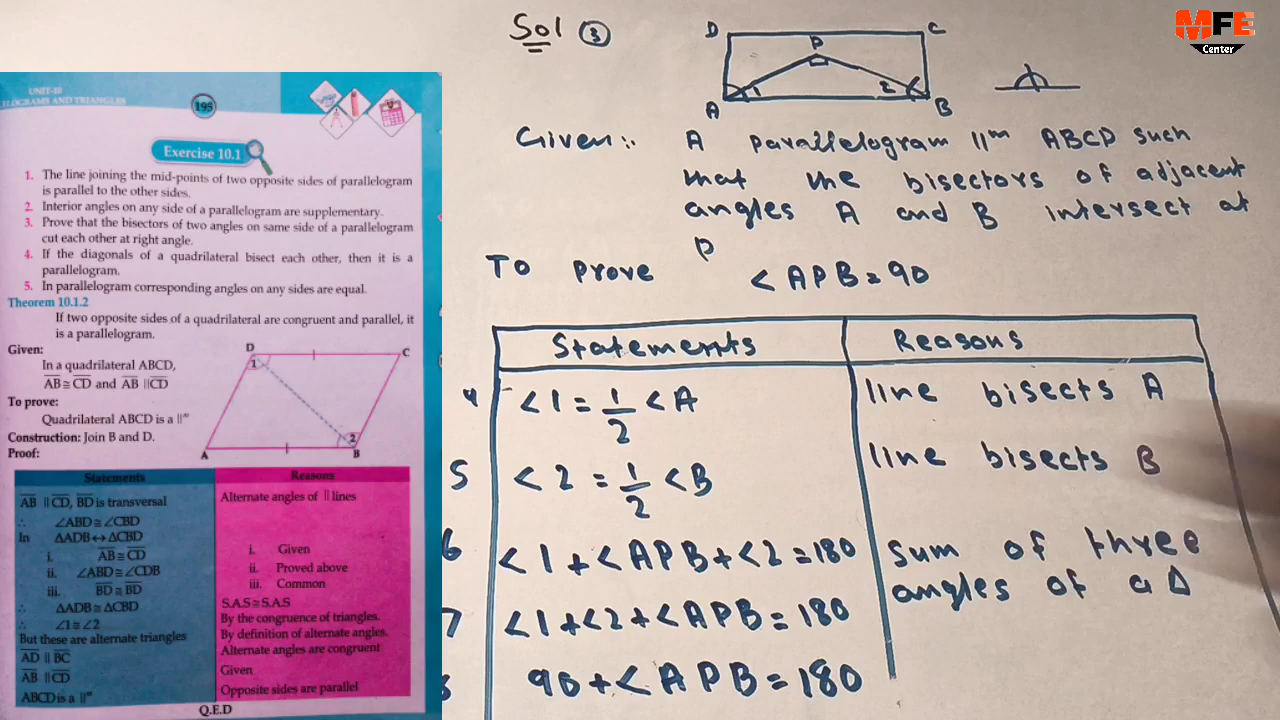 UNIT-10
ELOGRAMS AND TRIANGLES
195
Exercise 10.1
1. The line joining the mid-points of two opposite sides of parallelogram
is parallel to the other sides.
2. Interior angles on any side of a parallelogram are supplementary.
3. Prove that the bisectors of two angles on same side of a parallelogram
cut each other at right angle.
4. If the diagonals of a quadrilateral bisect each other, then it is a
parallelogram.
5. In parallelogram corresponding angles on any sides are equal.
Theorem 10.1.2
If two opposite sides of a quadrilateral are congruent and parallel, it
is a parallelogram.
Given:
In a quadrilateral ABCD,
AB ≅ CD and AB ∥ CD
To prove:
Quadrilateral ABCD is a ∥ᵐ
Construction: Join B and D.
Proof:
D
C
1
2
A
B
Statements
Reasons
AB ∥ CD, BD is transversal
Alternate angles of ∥ lines
∴ ∠ABD ≅ ∠CBD
In ΔADB ↔ ΔCBD
i. AB ≅ CD
i. Given
ii. ∠ABD ≅ ∠CDB
ii. Proved above
iii. BD ≅ BD
iii. Common
S.A.S ≅ S.A.S
∴ ΔADB ≅ ΔCBD
By the congruence of triangles.
∴ ∠1 ≅ ∠2
By definition of alternate angles.
But these are alternate triangles
Alternate angles are congruent
AD ∥ BC
AB ∥ CD
Given
ABCD is a ∥ᵐ
Opposite sides are parallel
Q.E.D
MFE
Center
Sol 3
D
C
P
1
2
A
B
Given:. A parallelogram ∥ᵐ ABCD such
that the bisectors of adjacent
angles A and B intersect at
P
To prove <APB=90
Statements
Reasons
4 <1=1/2 <A
line bisects A
5 <2=1/2 <B
line bisects B
6 <1+<APB+<2=180
sum of three
angles of a Δ
7 <1+<2+<APB=180
8 90+<APB=180